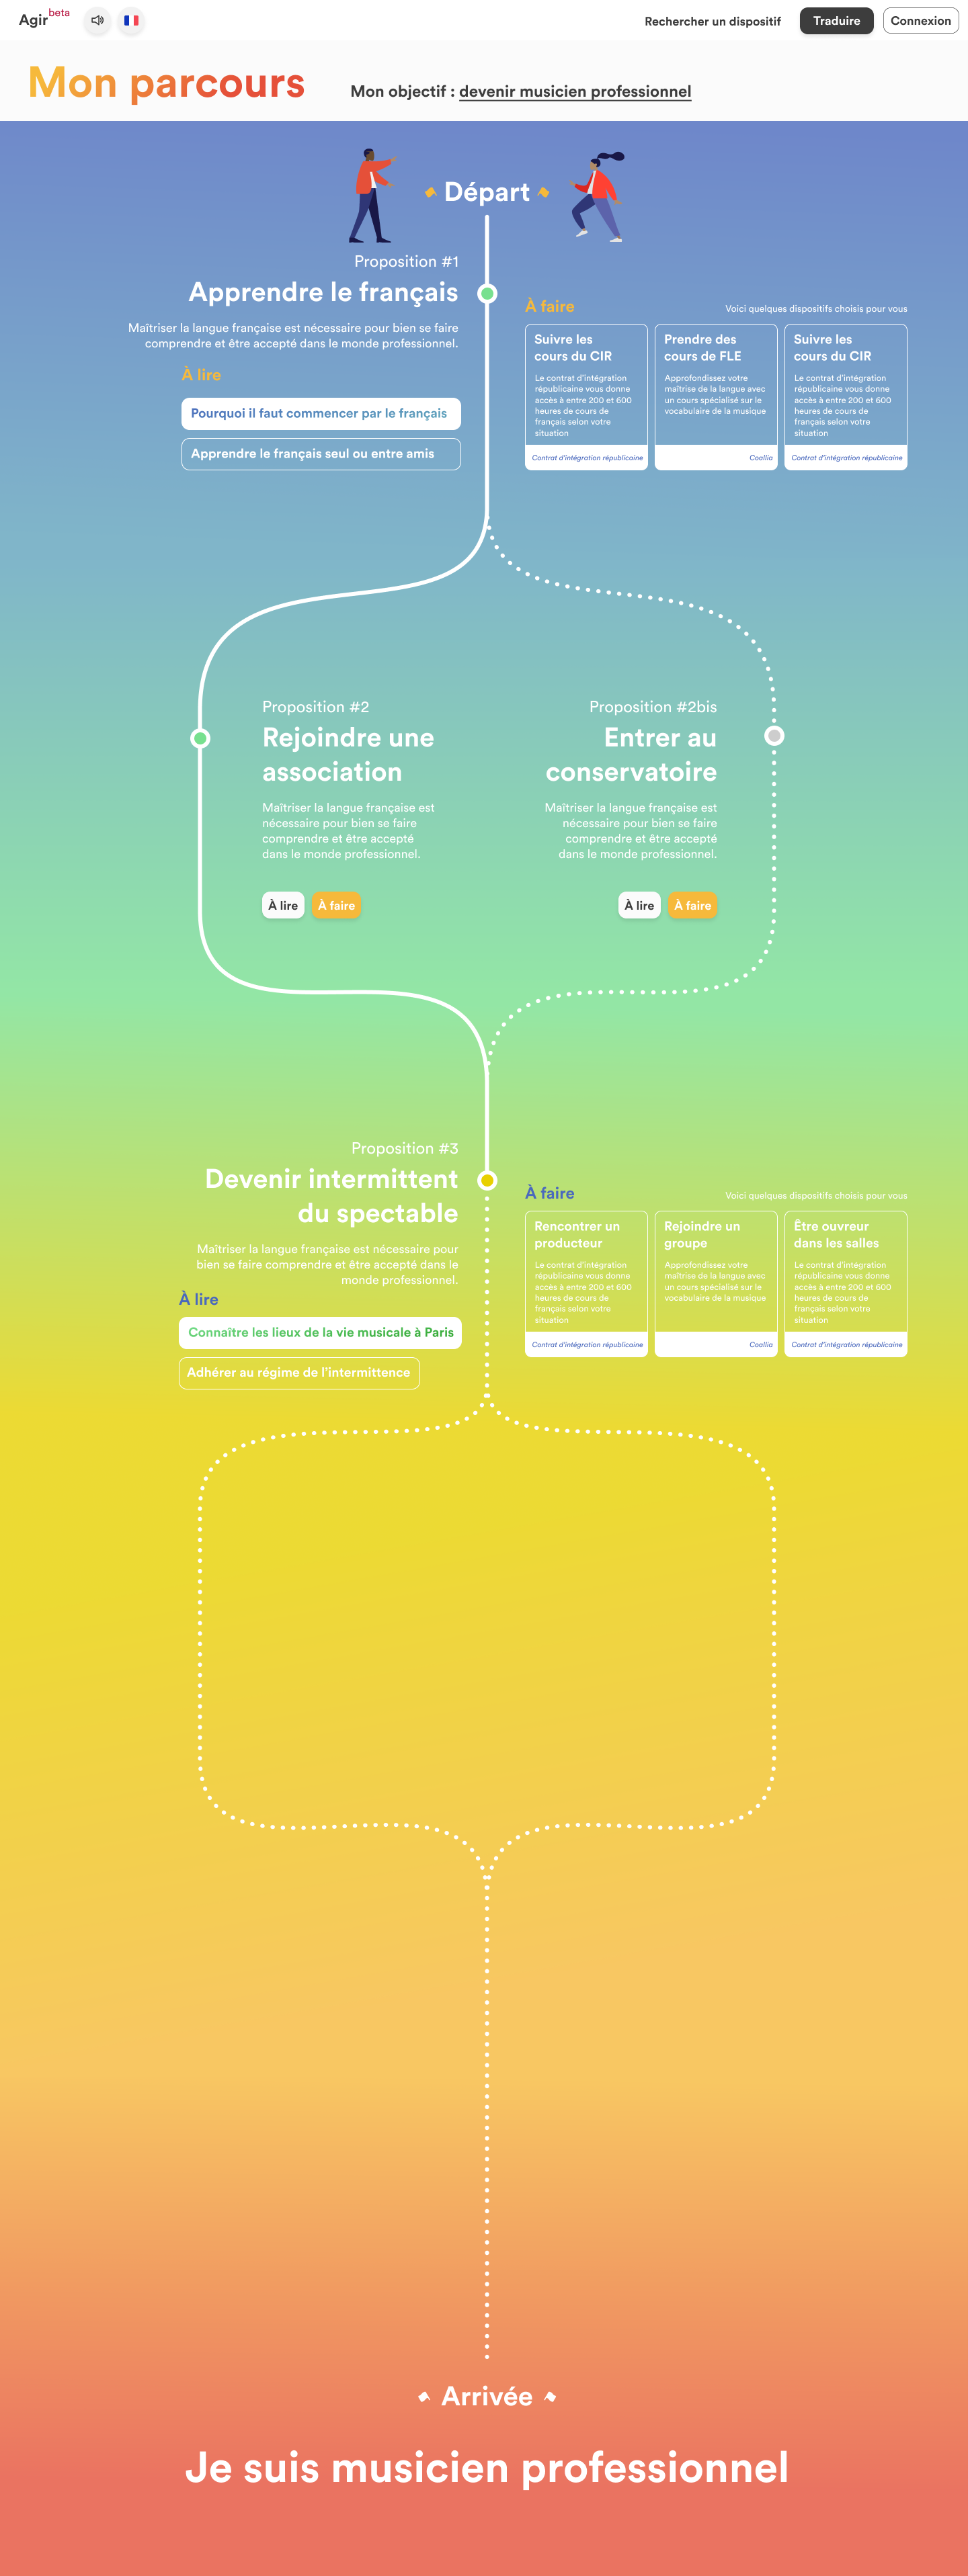 Agir beta
Rechercher un dispositif
Traduire
Connexion
Mon parcours
Mon objectif : devenir musicien professionnel
Départ
Proposition #1
Apprendre le français
Maîtriser la langue française est nécessaire pour bien se faire
comprendre et être accepté dans le monde professionnel.
À lire
Pourquoi il faut commencer par le français
Apprendre le français seul ou entre amis
À faire
Voici quelques dispositifs choisis pour vous
Suivre les
cours du CIR
Le contrat d'intégration
républicaine vous donne
accès à entre 200 et 600
heures de cours de
français selon votre
situation
Contrat d'intégration républicaine
Prendre des
cours de FLE
Approfondissez votre
maîtrise de la langue avec
un cours spécialisé sur le
vocabulaire de la musique
Coallia
Suivre les
cours du CIR
Le contrat d'intégration
républicaine vous donne
accès à entre 200 et 600
heures de cours de
français selon votre
situation
Contrat d'intégration républicaine
Proposition #2
Rejoindre une
association
Maîtriser la langue française est
nécessaire pour bien se faire
comprendre et être accepté
dans le monde professionnel.
À lire
À faire
Proposition #2bis
Entrer au
conservatoire
Maîtriser la langue française est
nécessaire pour bien se faire
comprendre et être accepté
dans le monde professionnel.
À lire
À faire
Proposition #3
Devenir intermittent
du spectable
Maîtriser la langue française est nécessaire pour
bien se faire comprendre et être accepté dans le
monde professionnel.
À lire
Connaître les lieux de la vie musicale à Paris
Adhérer au régime de l'intermittence
À faire
Voici quelques dispositifs choisis pour vous
Rencontrer un
producteur
Le contrat d'intégration
républicaine vous donne
accès à entre 200 et 600
heures de cours de
français selon votre
situation
Contrat d'intégration républicaine
Rejoindre un
groupe
Approfondissez votre
maîtrise de la langue avec
un cours spécialisé sur le
vocabulaire de la musique
Coallia
Être ouvreur
dans les salles
Le contrat d'intégration
républicaine vous donne
accès à entre 200 et 600
heures de cours de
français selon votre
situation
Contrat d'intégration républicaine
Arrivée
Je suis musicien professionnel